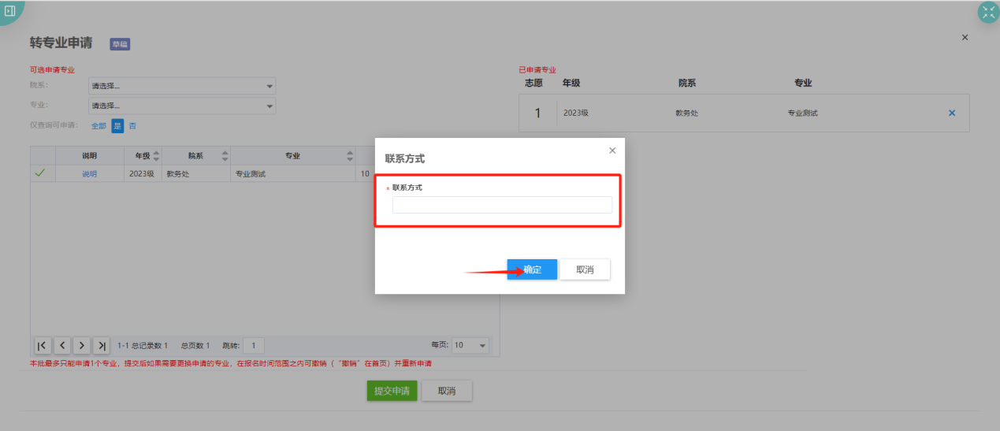 转专业申请 草稿
可选申请专业
院系： 请选择...
专业： 请选择...
仅查询可申请： 全部 是 否
说明 年级 院系 专业
说明 2023级 教务处 专业测试 10
1-1 总记录数 1 总页数 1 跳转: 1 每页: 10
本批最多只能申请1个专业，提交后如果需要更换申请的专业，在报名时间范围之内可撤销（“撤销”在首页）并重新申请
提交申请 取消
已申请专业
志愿 年级 院系 专业
1 2023级 教务处 专业测试
联系方式
* 联系方式
确定 取消